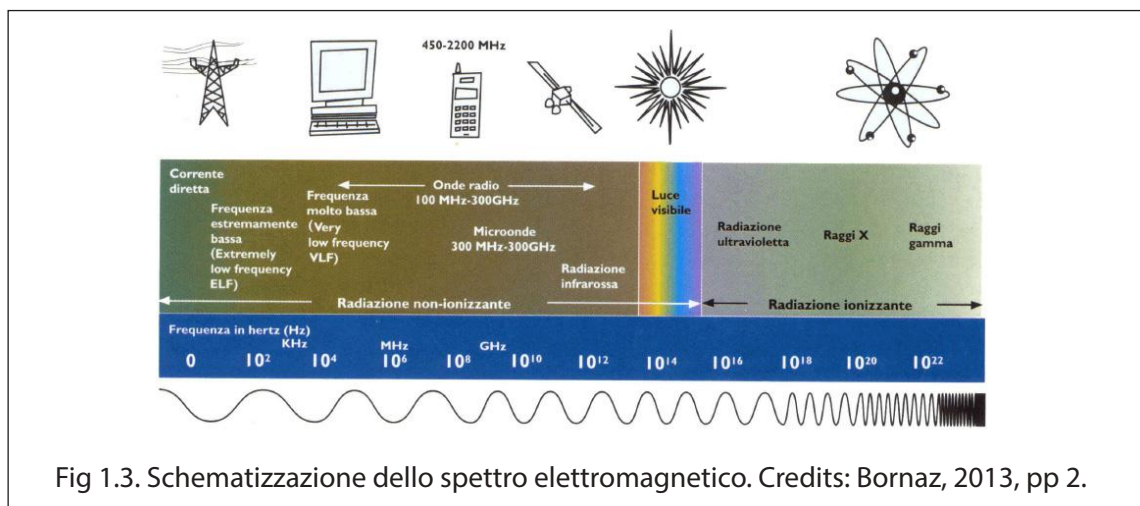 450-2200 MHz
Corrente
diretta
Frequenza
estremamente
bassa
(Extremely
low frequency
ELF)
Frequenza
molto bassa
(Very
low frequency
VLF)
Onde radio
100 MHz-300GHz
Microonde
300 MHz-300GHz
Radiazione
infrarossa
Luce
visibile
Radiazione
ultravioletta
Raggi X
Raggi
gamma
Radiazione non-ionizzante
Radiazione ionizzante
Frequenza in hertz (Hz)
KHz MHz GHz
0 10² 10⁴ 10⁶ 10⁸ 10¹⁰ 10¹² 10¹⁴ 10¹⁶ 10¹⁸ 10²⁰ 10²²
Fig 1.3. Schematizzazione dello spettro elettromagnetico. Credits: Bornaz, 2013, pp 2.